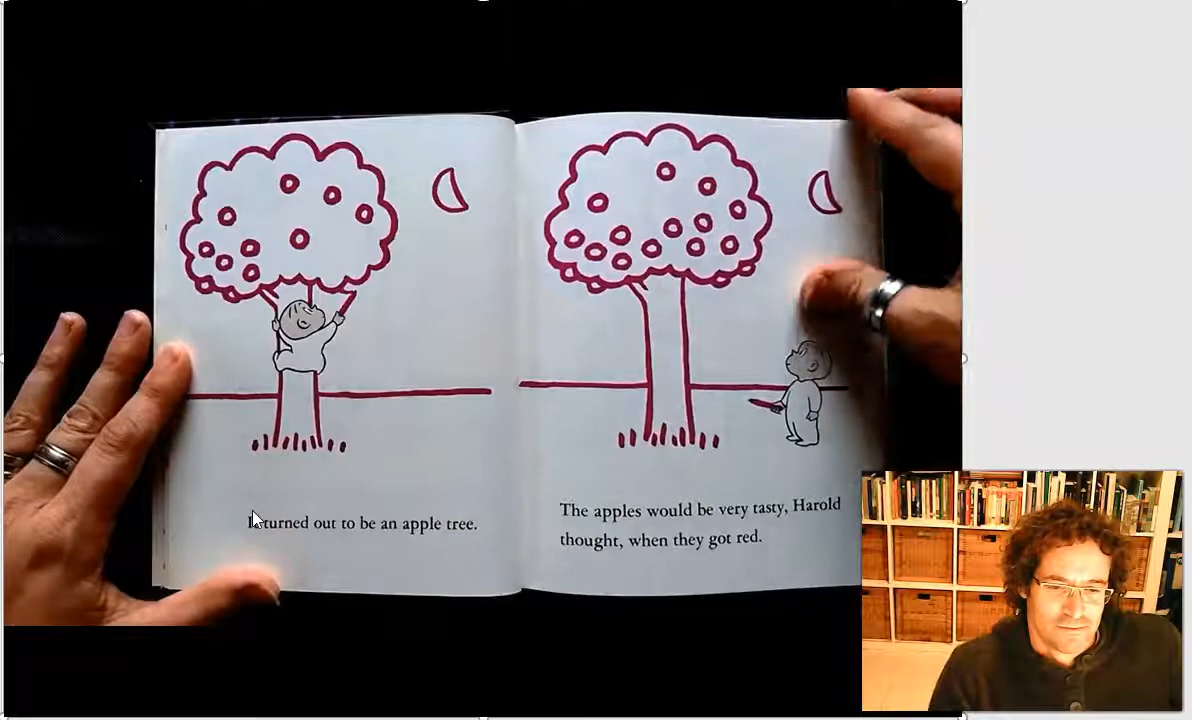 It turned out to be an apple tree.
The apples would be very tasty, Harold
thought, when they got red.